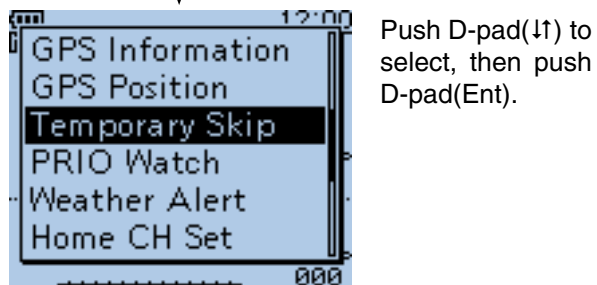 12:00
GPS Information
GPS Position
Temporary Skip
PRIO Watch
Weather Alert
Home CH Set
000
Push D-pad(↓↑) to
select, then push
D-pad(Ent).